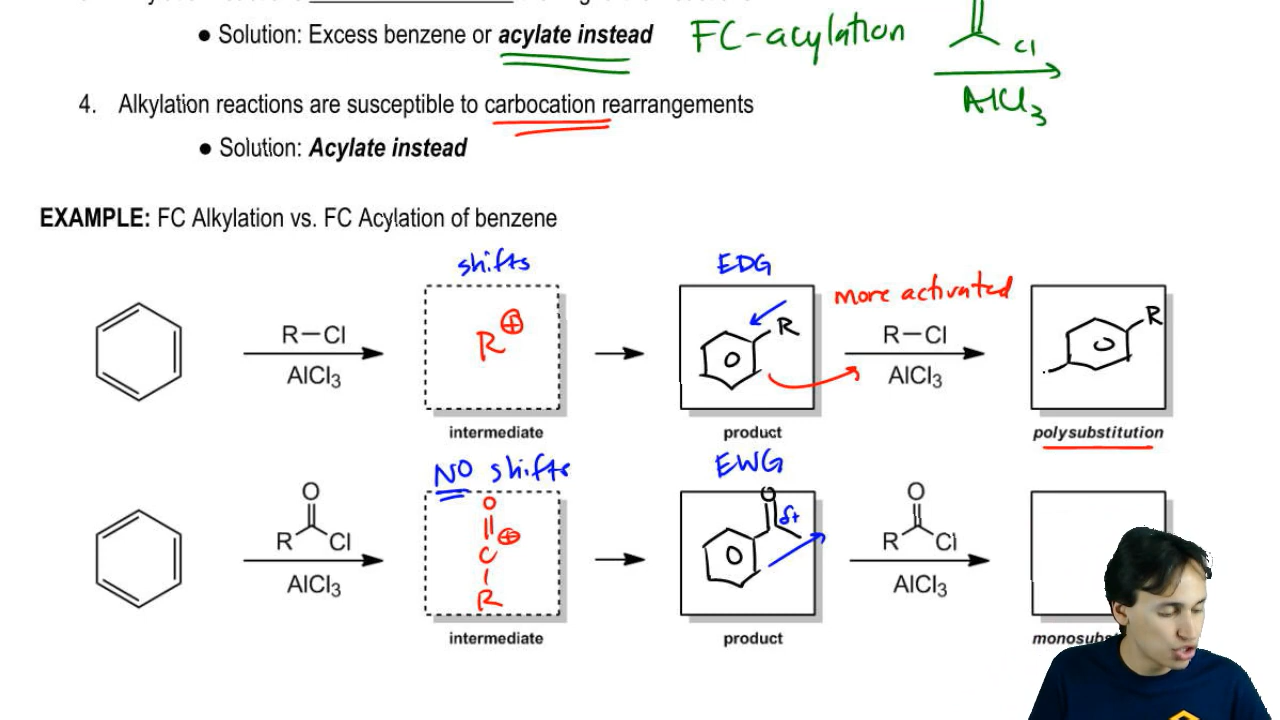 ● Solution: Excess benzene or acylate instead FC-acylation
Cl
AlCl3
4. Alkylation reactions are susceptible to carbocation rearrangements
● Solution: Acylate instead
EXAMPLE: FC Alkylation vs. FC Acylation of benzene
shifts EDG more activated
R–Cl R⊕ R R–Cl R
AlCl3 AlCl3
intermediate product polysubstitution
NO shifts EWG
O O O O
R Cl C ⊕ δ+ R Cl
AlCl3 R AlCl3
intermediate product